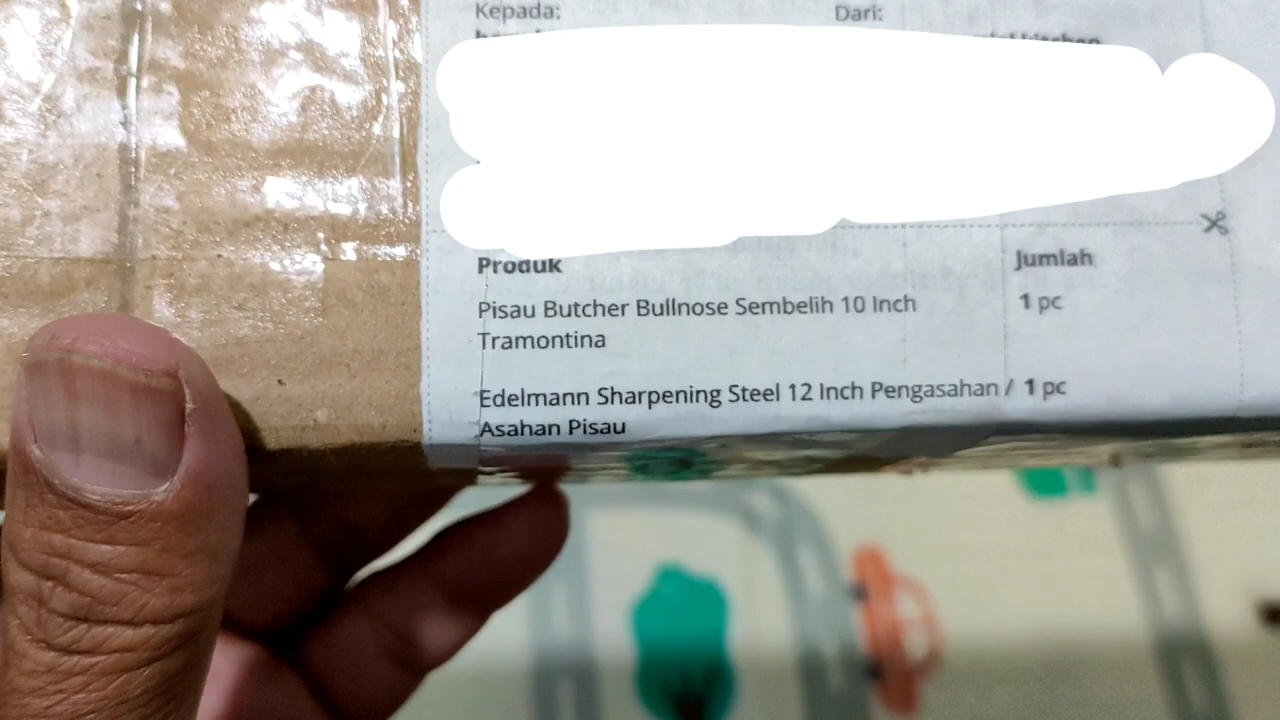 Kepada: Dari:
kitchen
Produk Jumlah
Pisau Butcher Bullnose Sembelih 10 Inch 1 pc
Tramontina
Edelmann Sharpening Steel 12 Inch Pengasahan / 1 pc
Asahan Pisau